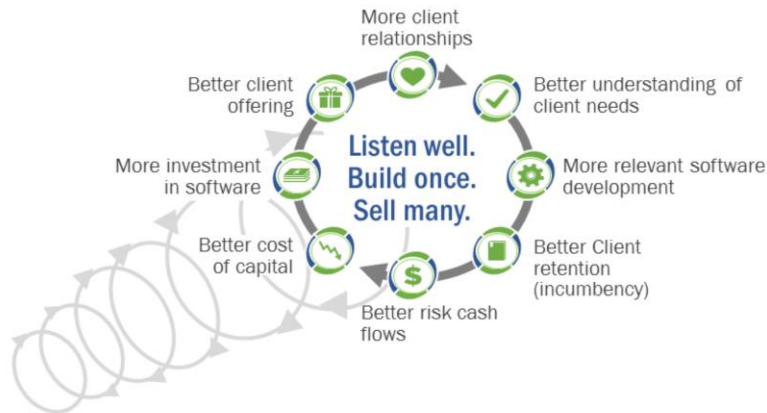 More client
relationships
Better understanding of
client needs
More relevant software
development
Better Client
retention
(incumbency)
Better risk cash
flows
Better cost
of capital
More investment
in software
Better client
offering
Listen well.
Build once.
Sell many.
$